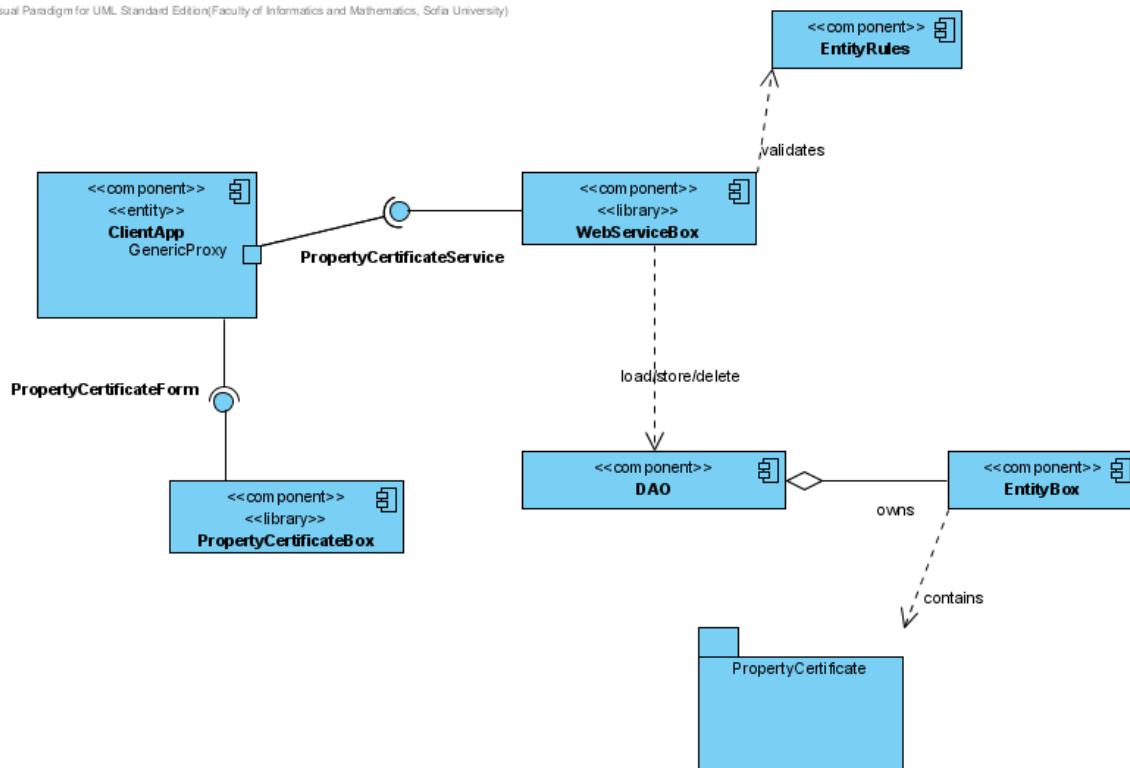 sual Paradigm for UML Standard Edition(Faculty of Informatics and Mathematics, Sofia University)
<<component>>
EntityRules
validates
<<component>>
<<entity>>
ClientApp
GenericProxy
PropertyCertificateService
<<component>>
<<library>>
WebServiceBox
load/store/delete
PropertyCertificateForm
<<component>>
<<library>>
PropertyCertificateBox
<<component>>
DAO
owns
<<component>>
EntityBox
contains
PropertyCertificate